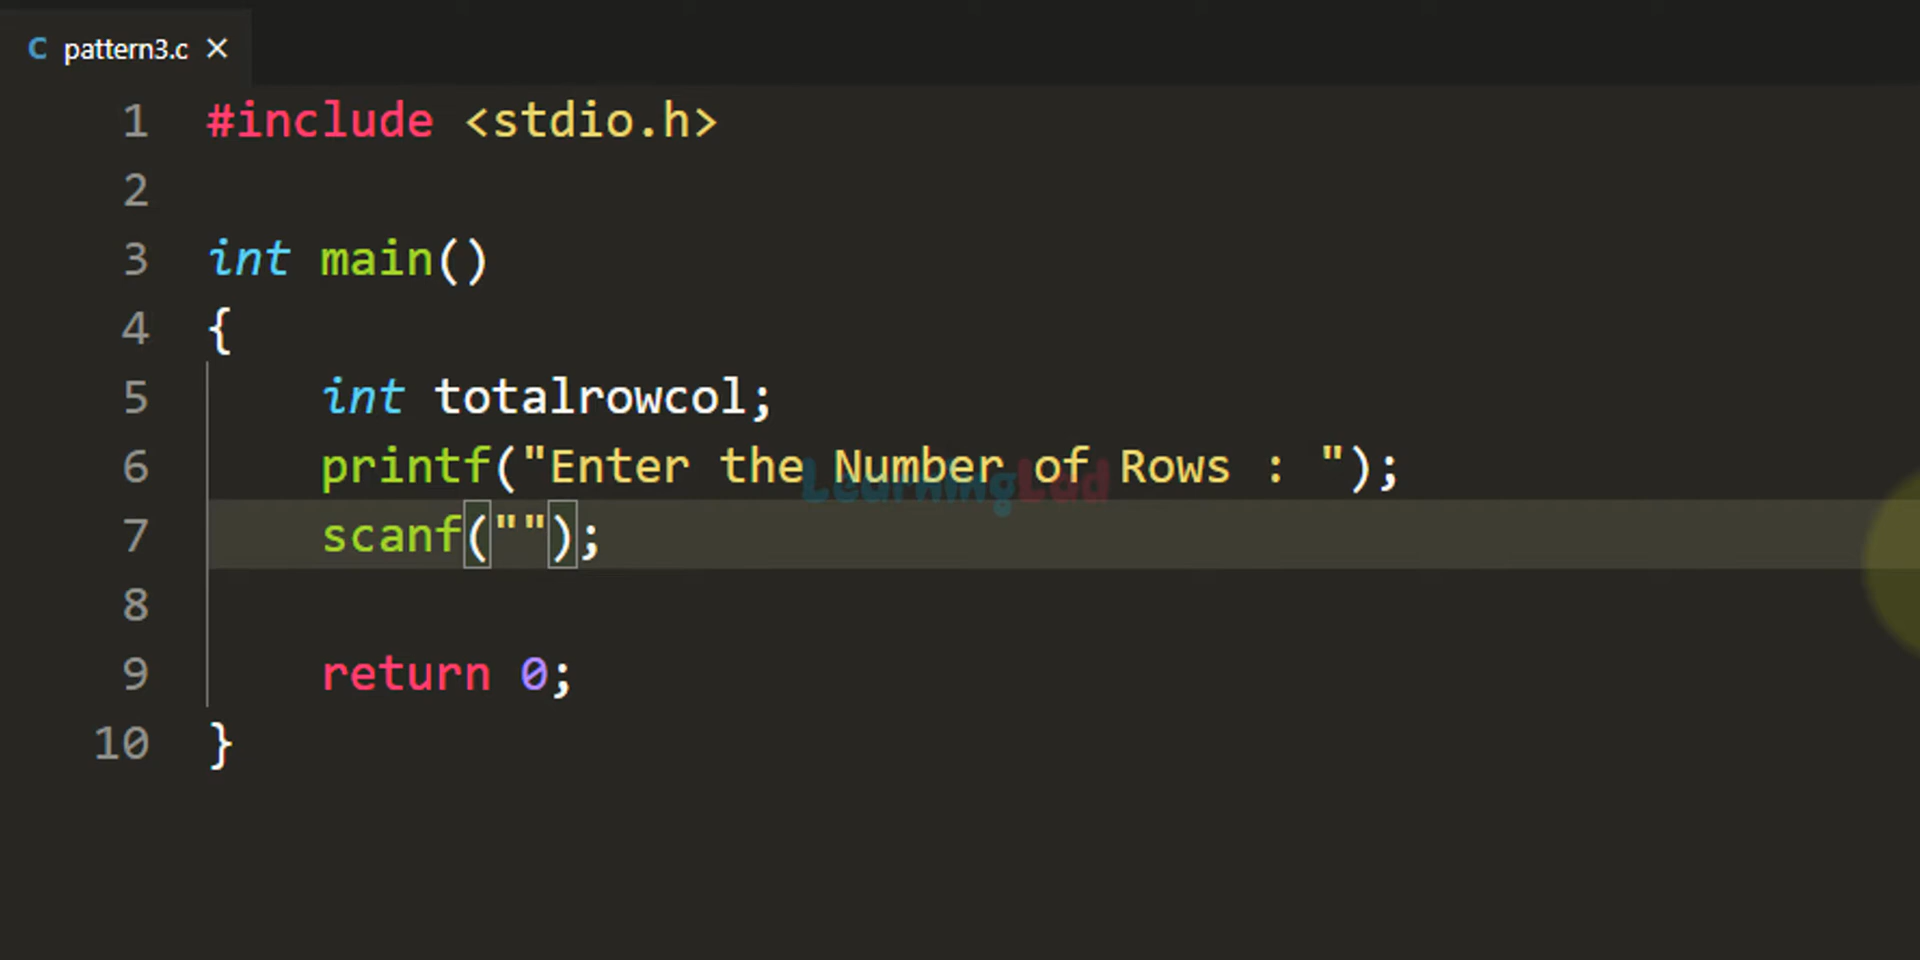 C pattern3.c ×
1 #include <stdio.h>
2
3 int main()
4 {
5 int totalrowcol;
6 printf("Enter the Number of Rows : ");
7 scanf("");
8
9 return 0;
10 }
LearningLad